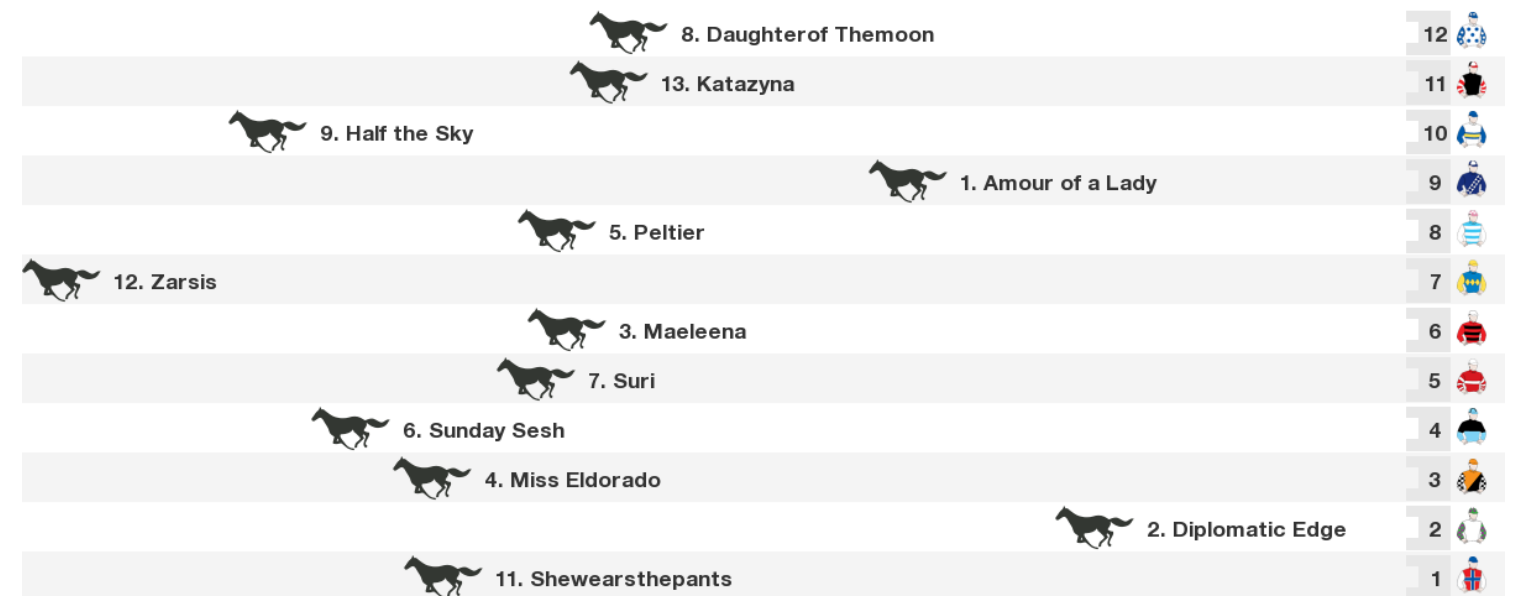 8. Daughterof Themoon 12
13. Katazyna 11
9. Half the Sky 10
1. Amour of a Lady 9
5. Peltier 8
12. Zarsis 7
3. Maeleena 6
7. Suri 5
6. Sunday Sesh 4
4. Miss Eldorado 3
2. Diplomatic Edge 2
11. Shewearsthepants 1